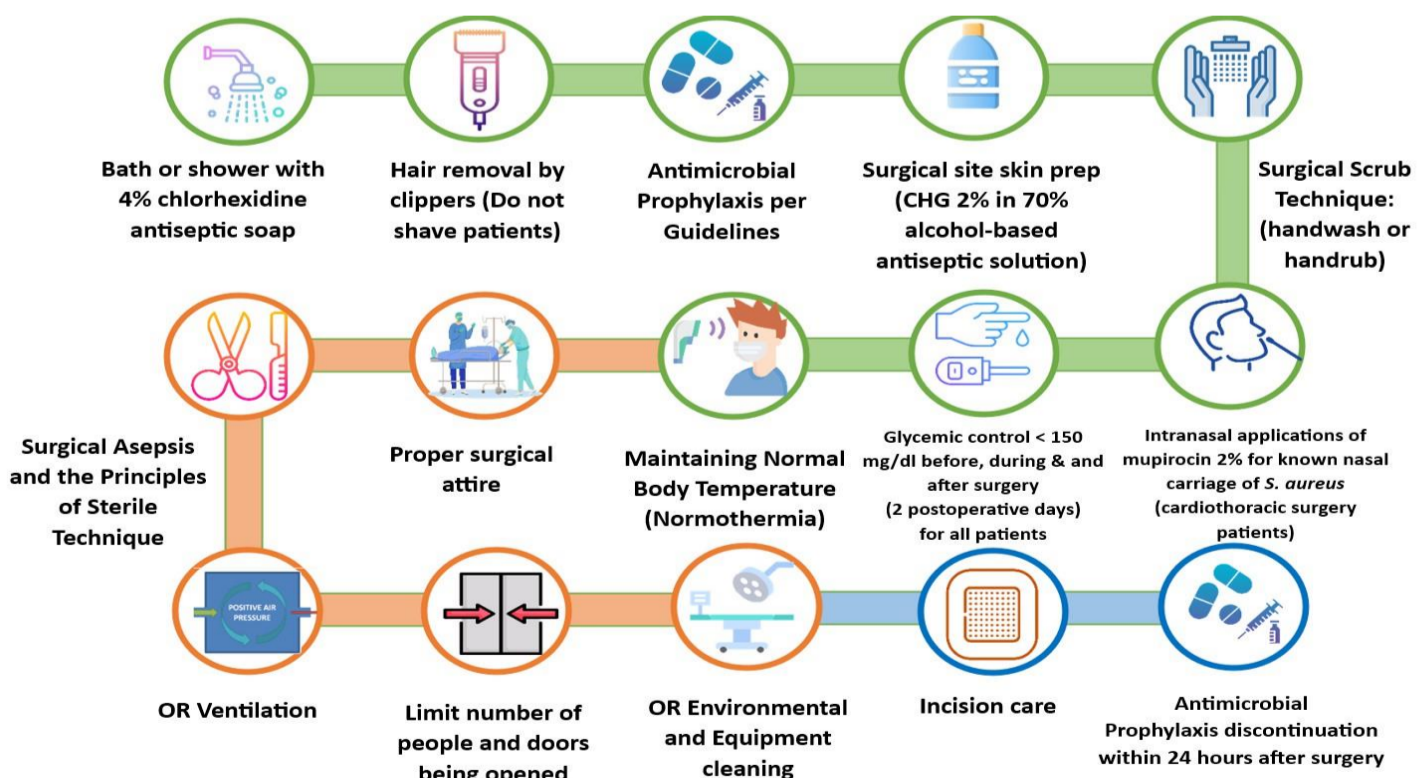 Bath or shower with
4% chlorhexidine
antiseptic soap
Hair removal by
clippers (Do not
shave patients)
Antimicrobial
Prophylaxis per
Guidelines
Surgical site skin prep
(CHG 2% in 70%
alcohol-based
antiseptic solution)
Surgical Scrub
Technique:
(handwash or
handrub)
Surgical Asepsis
and the Principles
of Sterile
Technique
Proper surgical
attire
Maintaining Normal
Body Temperature
(Normothermia)
Glycemic control < 150
mg/dl before, during & and
after surgery
(2 postoperative days)
for all patients
Intranasal applications of
mupirocin 2% for known nasal
carriage of S. aureus
(cardiothoracic surgery
patients)
POSITIVE AIR
PRESSURE
OR Ventilation
Limit number of
people and doors
being opened
OR Environmental
and Equipment
cleaning
Incision care
Antimicrobial
Prophylaxis discontinuation
within 24 hours after surgery